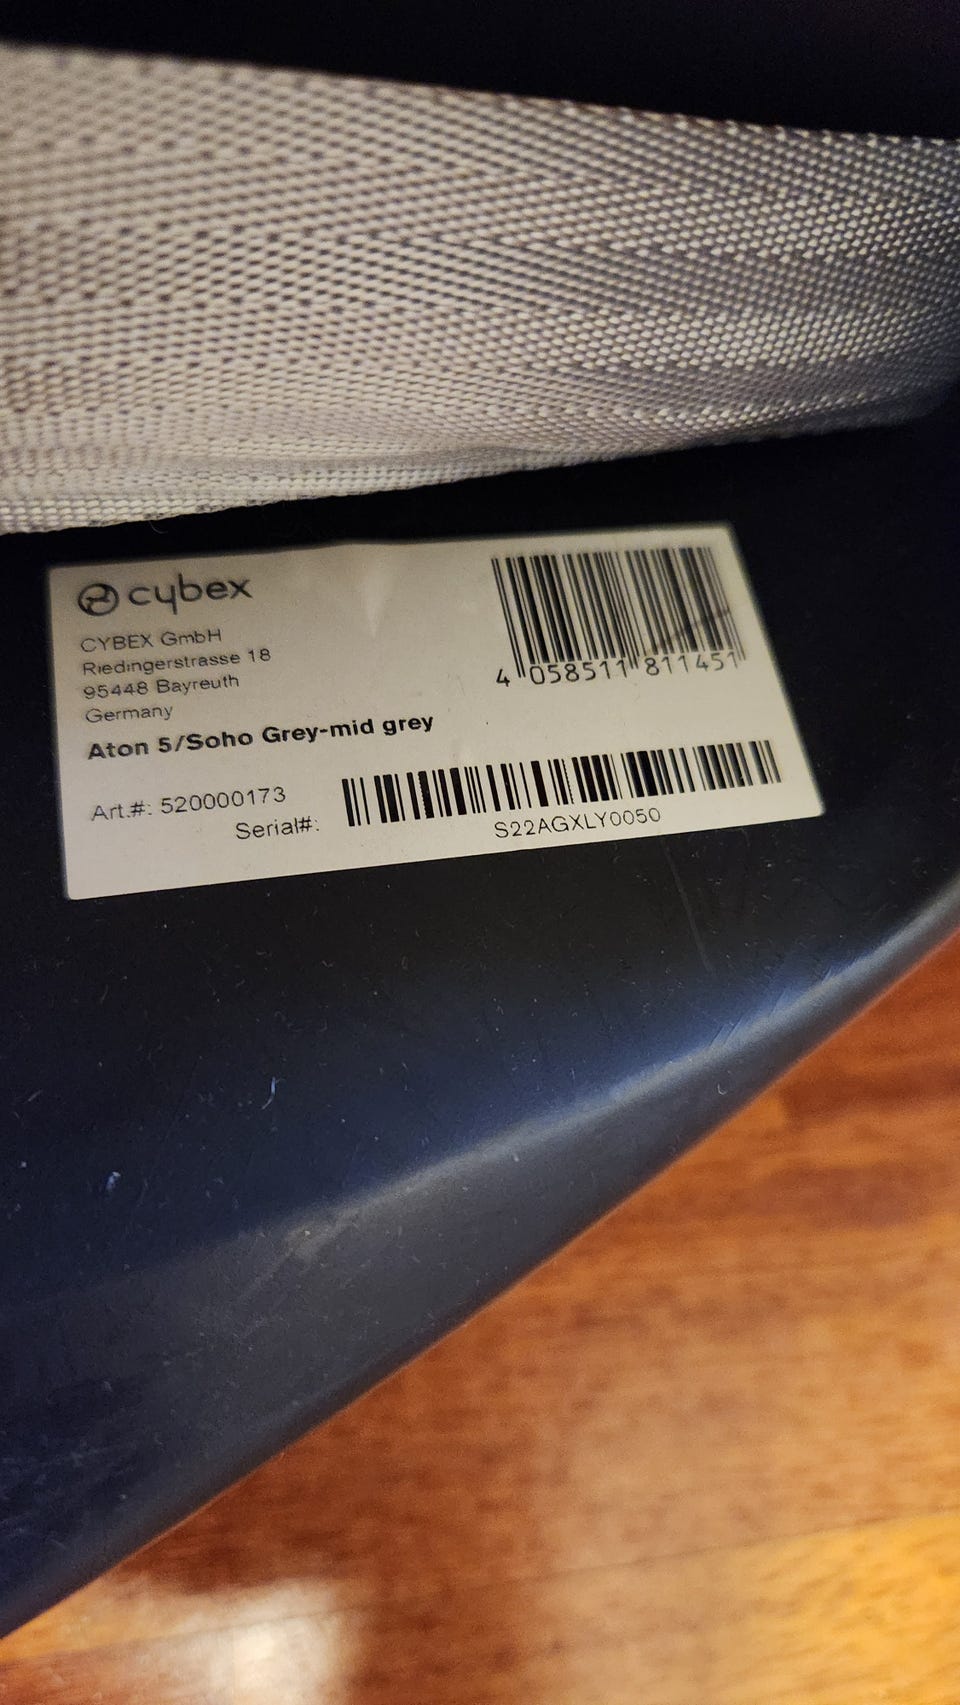 cybex
CYBEX GmbH
Riedingerstrasse 18
95448 Bayreuth
Germany
Aton 5/Soho Grey-mid grey
4 058511 811451
Art.#: 520000173
Serial#:
S22AGXLY0050